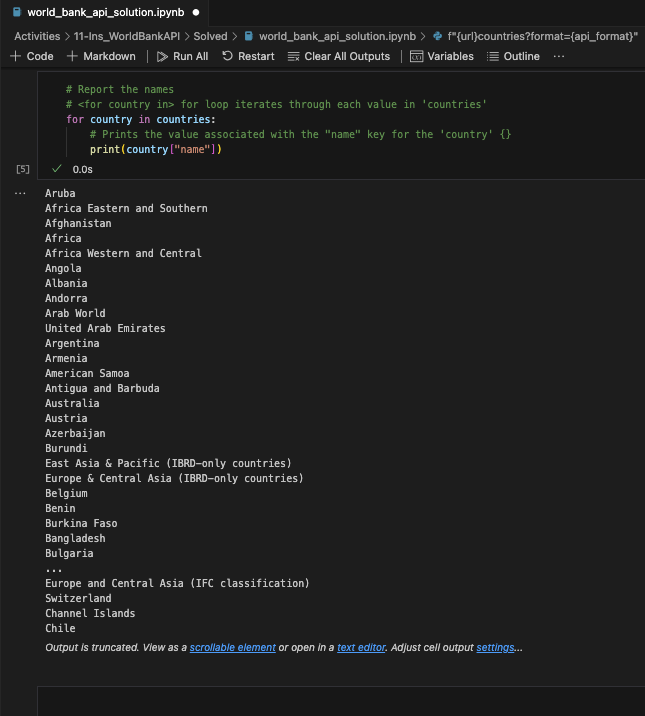 world_bank_api_solution.ipynb ●
Activities > 11-Ins_WorldBankAPI > Solved > world_bank_api_solution.ipynb > f"{url}countries?format={api_format}"
+ Code + Markdown | Run All Restart Clear All Outputs | Variables Outline ...
# Report the names
# <for country in> for loop iterates through each value in 'countries'
for country in countries:
# Prints the value associated with the "name" key for the 'country' {}
print(country["name"])
[5] ✓ 0.0s
... Aruba
Africa Eastern and Southern
Afghanistan
Africa
Africa Western and Central
Angola
Albania
Andorra
Arab World
United Arab Emirates
Argentina
Armenia
American Samoa
Antigua and Barbuda
Australia
Austria
Azerbaijan
Burundi
East Asia & Pacific (IBRD-only countries)
Europe & Central Asia (IBRD-only countries)
Belgium
Benin
Burkina Faso
Bangladesh
Bulgaria
...
Europe and Central Asia (IFC classification)
Switzerland
Channel Islands
Chile
Output is truncated. View as a scrollable element or open in a text editor. Adjust cell output settings...